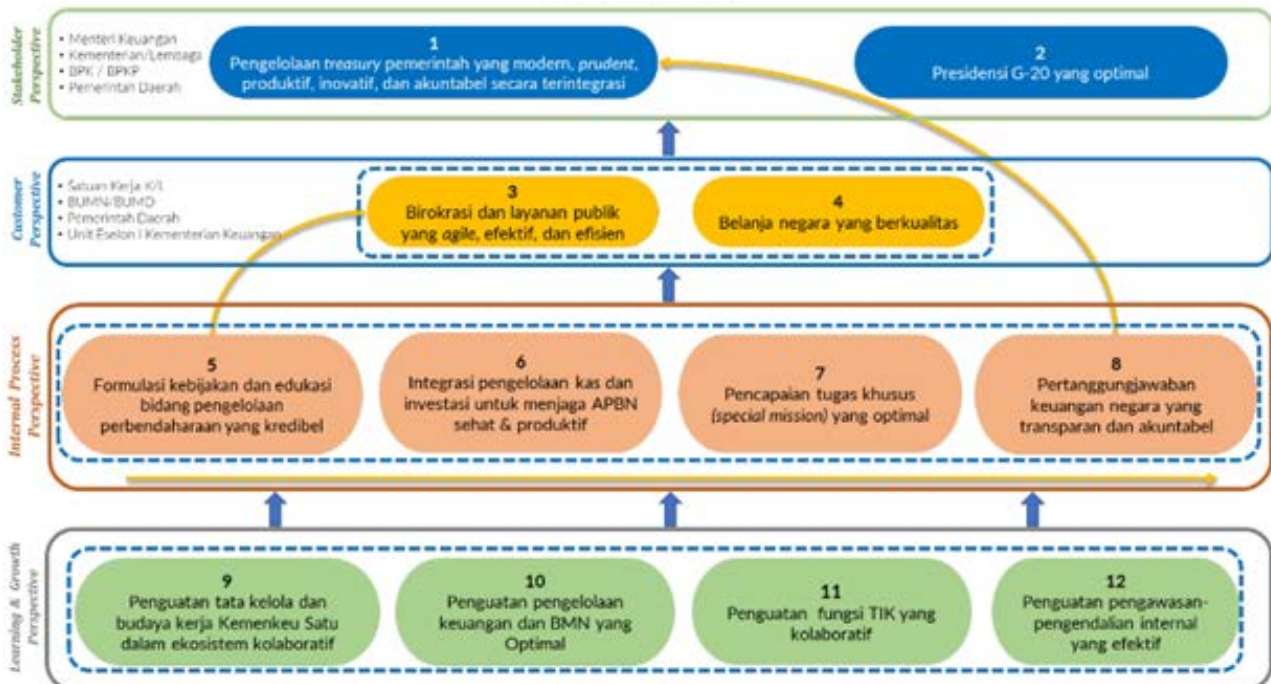 Stakeholder
Perspective
• Menteri Keuangan
• Kementerian/Lembaga
• BPK / BPKP
• Pemerintah Daerah
1
Pengelolaan treasury pemerintah yang modern, prudent,
produktif, inovatif, dan akuntabel secara terintegrasi
2
Presidensi G-20 yang optimal
Customer
Perspective
• Satuan Kerja K/L
• BUMN/BUMD
• Pemerintah Daerah
• Unit Eselon I Kementerian Keuangan
3
Birokrasi dan layanan publik
yang agile, efektif, dan efisien
4
Belanja negara yang berkualitas
Internal Process
Perspective
5
Formulasi kebijakan dan edukasi
bidang pengelolaan
perbendaharaan yang kredibel
6
Integrasi pengelolaan kas dan
investasi untuk menjaga APBN
sehat & produktif
7
Pencapaian tugas khusus
(special mission) yang optimal
8
Pertanggungjawaban
keuangan negara yang
transparan dan akuntabel
Learning & Growth
Perspective
9
Penguatan tata kelola dan
budaya kerja Kemenkeu Satu
dalam ekosistem kolaboratif
10
Penguatan pengelolaan
keuangan dan BMN yang
Optimal
11
Penguatan fungsi TIK yang
kolaboratif
12
Penguatan pengawasan-
pengendalian internal
yang efektif